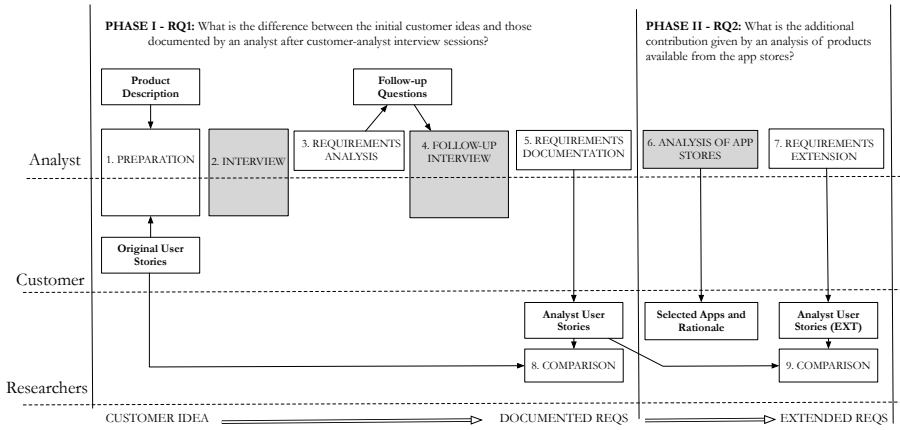 PHASE I - RQ1: What is the difference between the initial customer ideas and those
documented by an analyst after customer-analyst interview sessions?
PHASE II - RQ2: What is the additional
contribution given by an analysis of products
available from the app stores?
Product
Description
Follow-up
Questions
Analyst
1. PREPARATION
2. INTERVIEW
3. REQUIREMENTS
ANALYSIS
4. FOLLOW-UP
INTERVIEW
5. REQUIREMENTS
DOCUMENTATION
6. ANALYSIS OF APP
STORES
7. REQUIREMENTS
EXTENSION
Original User
Stories
Customer
Analyst User
Stories
Selected Apps and
Rationale
Analyst User
Stories (EXT)
8. COMPARISON
9. COMPARISON
Researchers
CUSTOMER IDEA
DOCUMENTED REQS
EXTENDED REQS